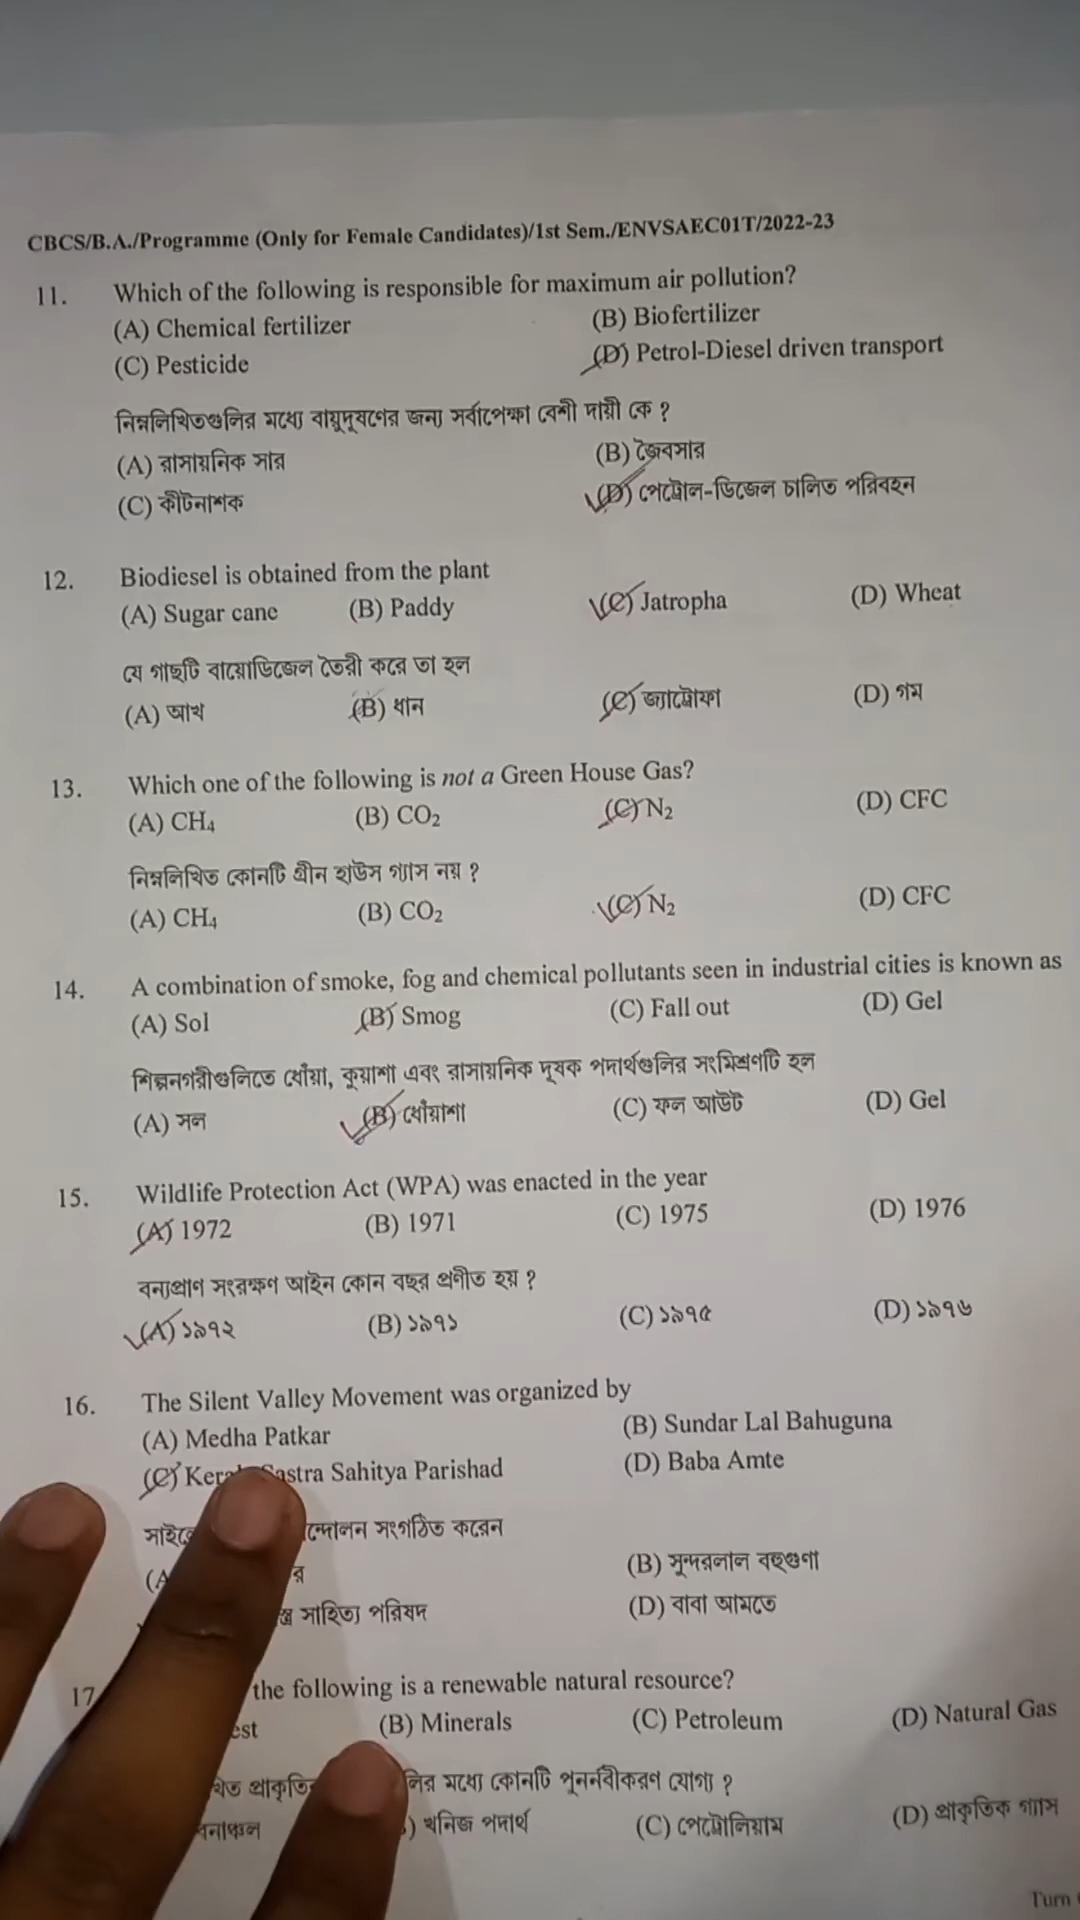 CBCS/B.A./Programme (Only for Female Candidates)/1st Sem./ENVSAEC01T/2022-23
11. Which of the following is responsible for maximum air pollution?
(A) Chemical fertilizer (B) Biofertilizer
(C) Pesticide (D) Petrol-Diesel driven transport
নিম্নলিখিতগুলির মধ্যে বায়ুদূষণের জন্য সর্বাপেক্ষা বেশী দায়ী কে ?
(A) রাসায়নিক সার (B) জৈবসার
(C) কীটনাশক (D) পেট্রোল-ডিজেল চালিত পরিবহন
12. Biodiesel is obtained from the plant
(A) Sugar cane (B) Paddy (C) Jatropha (D) Wheat
যে গাছটি বায়োডিজেল তৈরী করে তা হল
(A) আখ (B) ধান (C) জ্যাট্রোফা (D) গম
13. Which one of the following is not a Green House Gas?
(A) CH₄ (B) CO₂ (C) N₂ (D) CFC
নিম্নলিখিত কোনটি গ্রীন হাউস গ্যাস নয় ?
(A) CH₄ (B) CO₂ (C) N₂ (D) CFC
14. A combination of smoke, fog and chemical pollutants seen in industrial cities is known as
(A) Sol (B) Smog (C) Fall out (D) Gel
শিল্পনগরীগুলিতে ধোঁয়া, কুয়াশা এবং রাসায়নিক দূষক পদার্থগুলির সংমিশ্রণটি হল
(A) সল (B) ধোঁয়াশা (C) ফল আউট (D) Gel
15. Wildlife Protection Act (WPA) was enacted in the year
(A) 1972 (B) 1971 (C) 1975 (D) 1976
বন্যপ্রাণ সংরক্ষণ আইন কোন বছর প্রণীত হয় ?
(A) ১৯৭২ (B) ১৯৭১ (C) ১৯৭৫ (D) ১৯৭৬
16. The Silent Valley Movement was organized by
(A) Medha Patkar (B) Sundar Lal Bahuguna
(C) Sahitya Parishad (D) Baba Amte
সংগঠিত করেন
(B) সুন্দরলাল বহুগুণা
সাহিত্য পরিষদ (D) বাবা আমতে
17 the following is a renewable natural resource?
(B) Minerals (C) Petroleum (D) Natural Gas
মধ্যে কোনটি পুনর্নবীকরণ যোগ্য ?
খনিজ পদার্থ (C) পেট্রোলিয়াম (D) প্রাকৃতিক গ্যাস
Turn